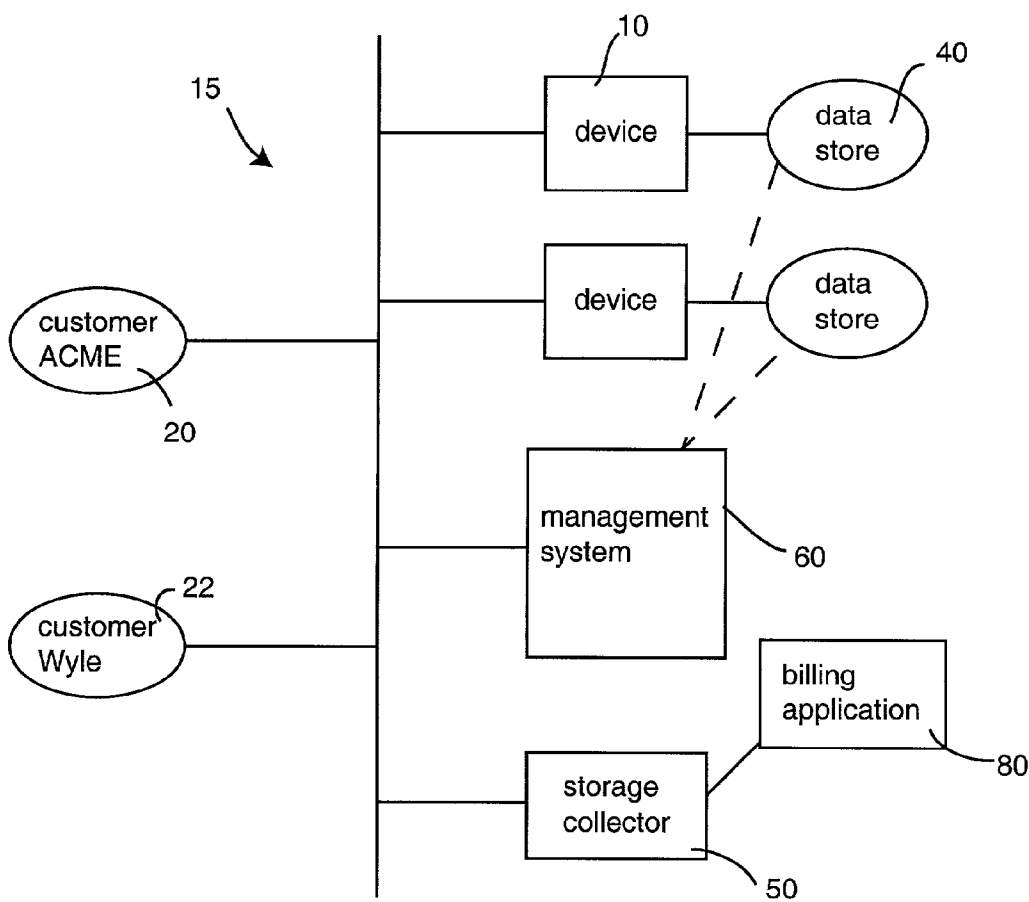 10
40
15
device
data
store
device
data
store
customer
ACME
20
management
system
60
22
customer
Wyle
billing
application
80
storage
collector
50